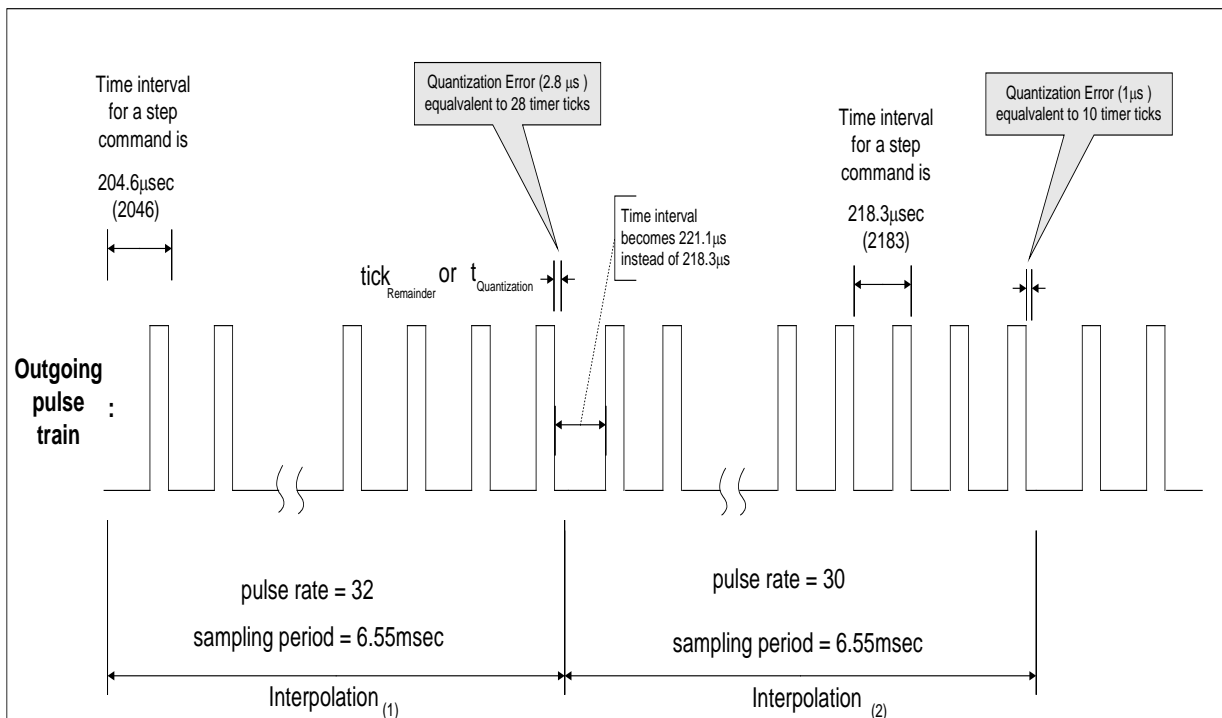 Time interval
for a step
command is
204.6μsec
(2046)
Quantization Error (2.8 μs )
equalvalent to 28 timer ticks
Time interval
for a step
command is
218.3μsec
(2183)
Quantization Error (1μs )
equalvalent to 10 timer ticks
Time interval
becomes 221.1μs
instead of 218.3μs
tick Remainder or t Quantization
Outgoing
pulse :
train
pulse rate = 32
sampling period = 6.55msec
Interpolation (1)
pulse rate = 30
sampling period = 6.55msec
Interpolation (2)